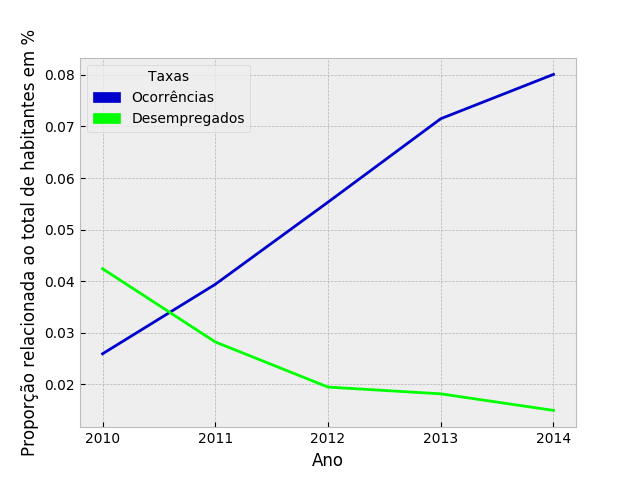 Proporção relacionada ao total de habitantes em %
0.08
0.07
0.06
0.05
0.04
0.03
0.02
Taxas
Ocorrências
Desempregados
2010 2011 2012 2013 2014
Ano